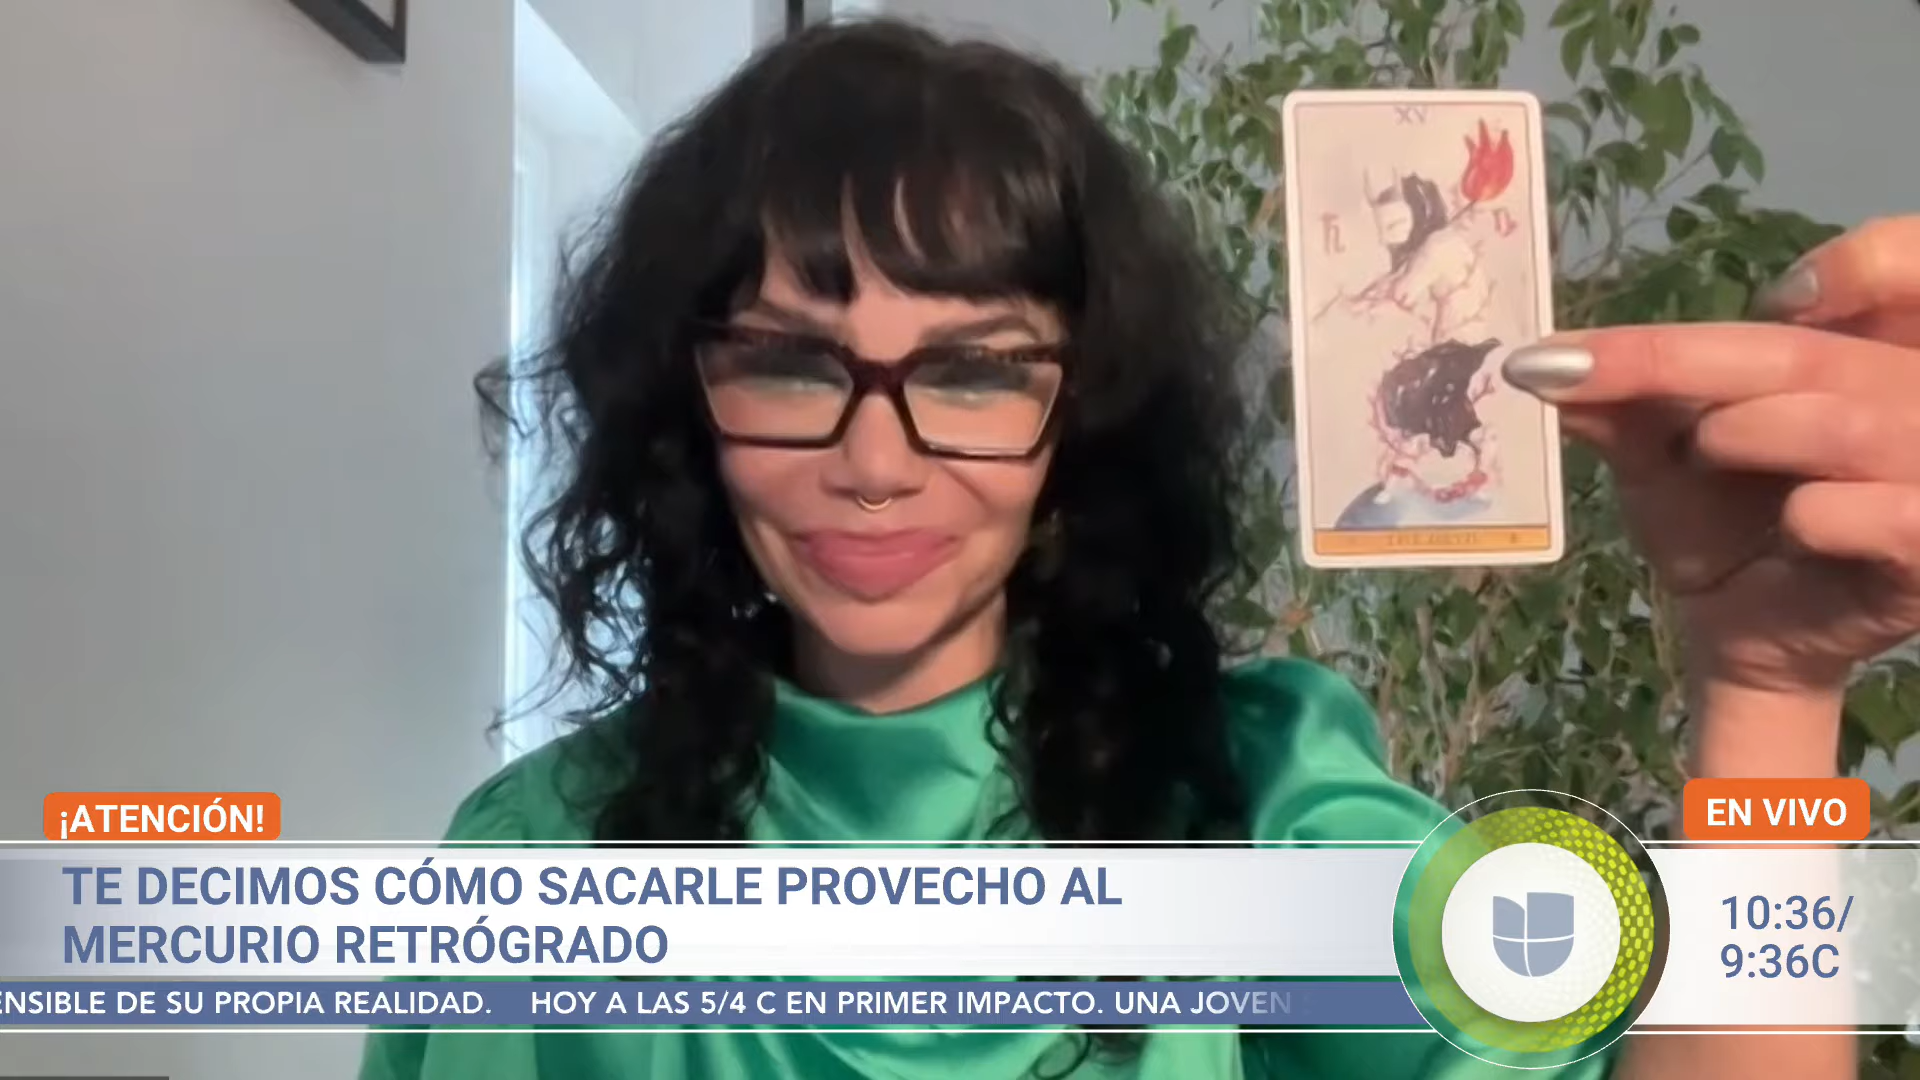 XV
¡ATENCIÓN!
EN VIVO
TE DECIMOS CÓMO SACARLE PROVECHO AL
MERCURIO RETRÓGRADO
10:36/
9:36C
DE SU PROPIA REALIDAD. HOY A LAS 5/4 C EN PRIMER IMPACTO. UNA JOVEN